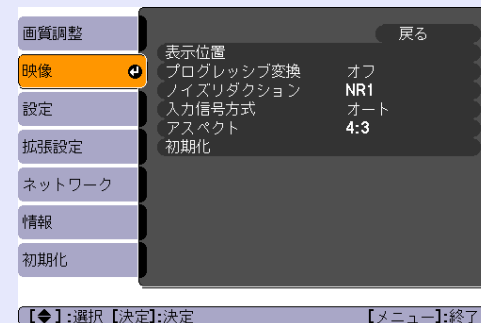 画質調整
映像
設定
拡張設定
ネットワーク
情報
初期化
戻る
表示位置
プログレッシブ変換 オフ
ノイズリダクション NR1
入力信号方式 オート
アスペクト 4:3
初期化
【◆】:選択【決定】:決定 【メニュー】:終了